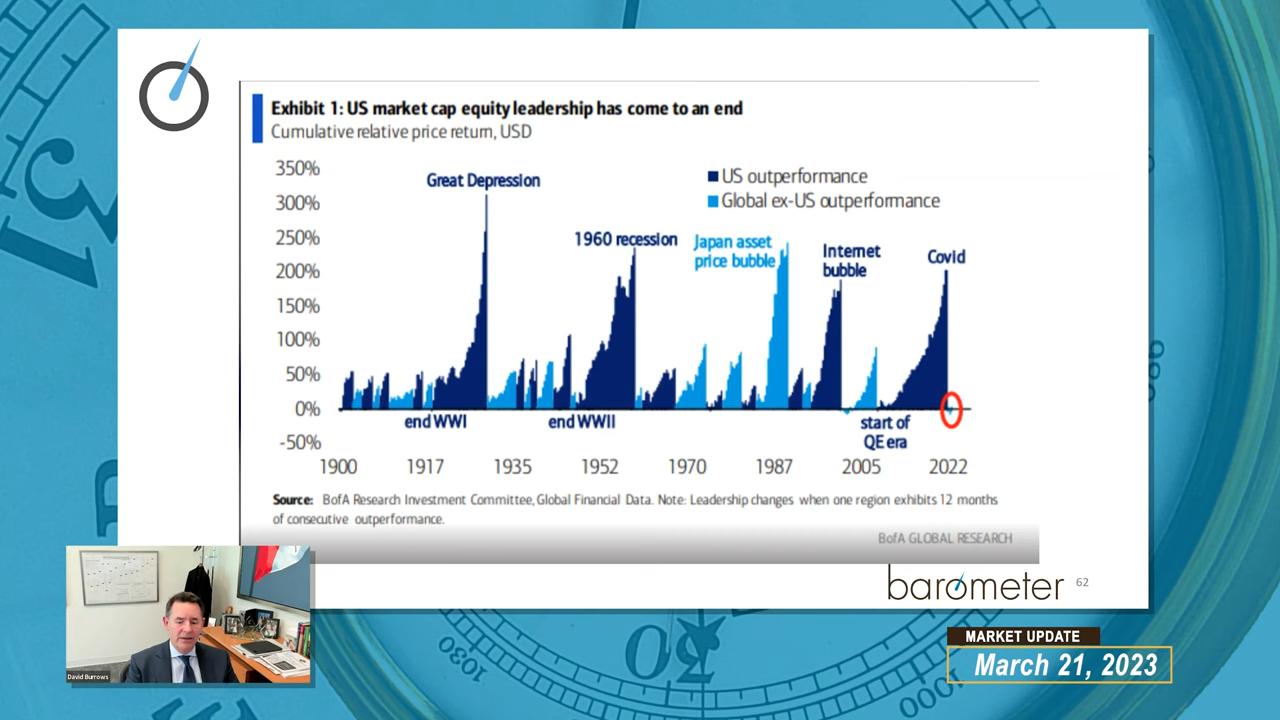 Exhibit 1: US market cap equity leadership has come to an end
Cumulative relative price return, USD
350%
300%
250%
200%
150%
100%
50%
0%
-50%
US outperformance
Global ex-US outperformance
Great Depression
1960 recession
Japan asset
price bubble
Internet
bubble
Covid
end WWI
end WWII
start of
QE era
1900
1917
1935
1952
1970
1987
2005
2022
Source: BofA Research Investment Committee, Global Financial Data. Note: Leadership changes when one region exhibits 12 months
of consecutive outperformance.
BofA GLOBAL RESEARCH
barometer
62
David Burrows
MARKET UPDATE
March 21, 2023
31
1030
1000